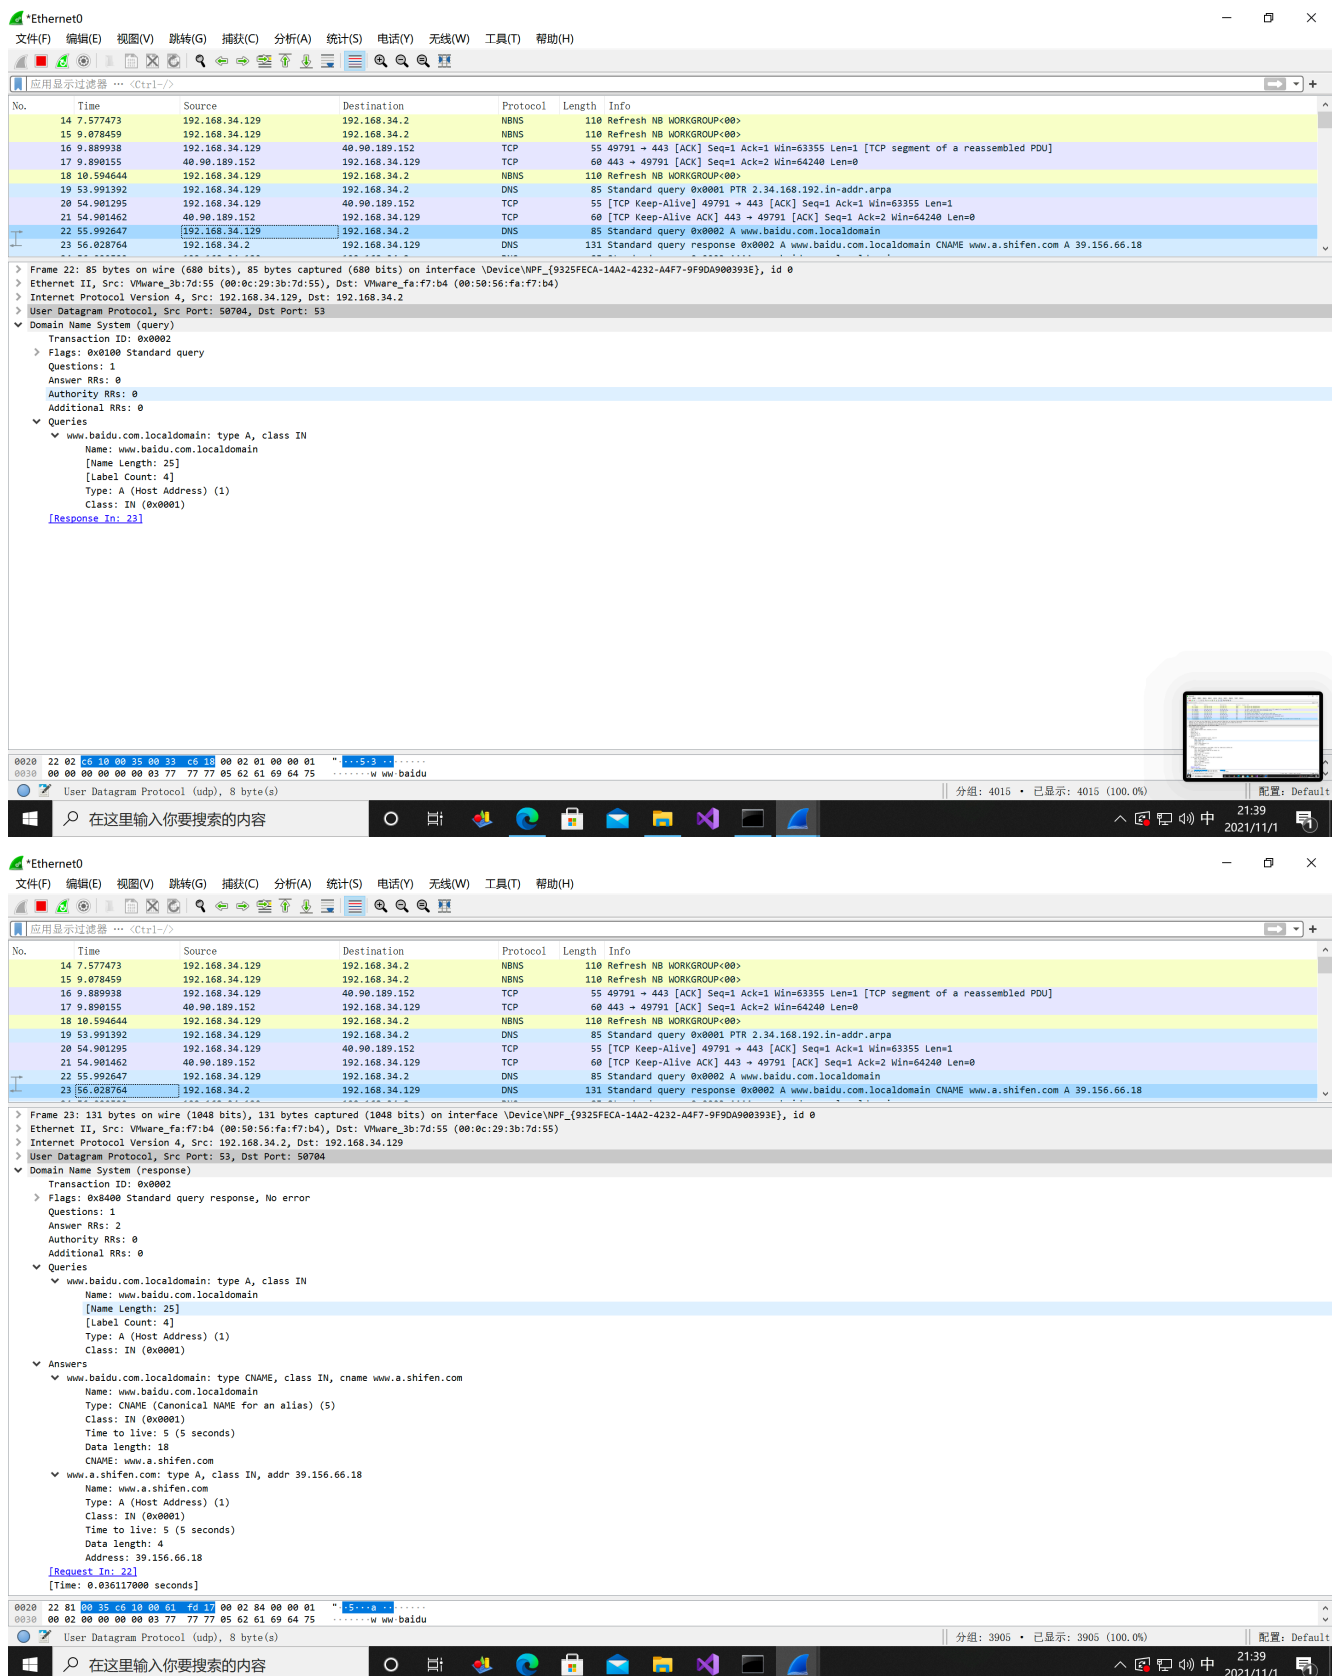 *Ethernet0
文件(F) 编辑(E) 视图(V) 跳转(G) 捕获(C) 分析(A) 统计(S) 电话(Y) 无线(W) 工具(T) 帮助(H)
应用显示过滤器 … <Ctrl-/>
No. Time Source Destination Protocol Length Info
14 7.577473 192.168.34.129 192.168.34.2 NBNS 110 Refresh NB WORKGROUP<00>
15 9.078459 192.168.34.129 192.168.34.2 NBNS 110 Refresh NB WORKGROUP<00>
16 9.889938 192.168.34.129 40.90.189.152 TCP 55 49791 → 443 [ACK] Seq=1 Ack=1 Win=63355 Len=1 [TCP segment of a reassembled PDU]
17 9.890155 40.90.189.152 192.168.34.129 TCP 60 443 → 49791 [ACK] Seq=1 Ack=2 Win=64240 Len=0
18 10.594644 192.168.34.129 192.168.34.2 NBNS 110 Refresh NB WORKGROUP<00>
19 53.991392 192.168.34.129 192.168.34.2 DNS 85 Standard query 0x0001 PTR 2.34.168.192.in-addr.arpa
20 54.901295 192.168.34.129 40.90.189.152 TCP 55 [TCP Keep-Alive] 49791 → 443 [ACK] Seq=1 Ack=1 Win=63355 Len=1
21 54.901462 40.90.189.152 192.168.34.129 TCP 60 [TCP Keep-Alive ACK] 443 → 49791 [ACK] Seq=1 Ack=2 Win=64240 Len=0
22 55.992647 192.168.34.129 192.168.34.2 DNS 85 Standard query 0x0002 A www.baidu.com.localdomain
23 56.028764 192.168.34.2 192.168.34.129 DNS 131 Standard query response 0x0002 A www.baidu.com.localdomain CNAME www.a.shifen.com A 39.156.66.18
Frame 22: 85 bytes on wire (680 bits), 85 bytes captured (680 bits) on interface \Device\NPF_{9325FECA-14A2-4232-A4F7-9F9DA900393E}, id 0
Ethernet II, Src: VMware_3b:7d:55 (00:0c:29:3b:7d:55), Dst: VMware_fa:f7:b4 (00:50:56:fa:f7:b4)
Internet Protocol Version 4, Src: 192.168.34.129, Dst: 192.168.34.2
User Datagram Protocol, Src Port: 50704, Dst Port: 53
Domain Name System (query)
Transaction ID: 0x0002
Flags: 0x0100 Standard query
Questions: 1
Answer RRs: 0
Authority RRs: 0
Additional RRs: 0
Queries
www.baidu.com.localdomain: type A, class IN
Name: www.baidu.com.localdomain
[Name Length: 25]
[Label Count: 4]
Type: A (Host Address) (1)
Class: IN (0x0001)
[Response In: 23]
0020 22 02 c6 10 00 35 00 33 c6 18 00 02 01 00 00 01 "····5·3 ········
0030 00 00 00 00 00 00 03 77 77 77 05 62 61 69 64 75 ·······w ww·baidu
User Datagram Protocol (udp), 8 byte(s) 分组: 4015 · 已显示: 4015 (100.0%) 配置: Default
在这里输入你要搜索的内容 中 21:39
2021/11/1
*Ethernet0
文件(F) 编辑(E) 视图(V) 跳转(G) 捕获(C) 分析(A) 统计(S) 电话(Y) 无线(W) 工具(T) 帮助(H)
应用显示过滤器 … <Ctrl-/>
No. Time Source Destination Protocol Length Info
14 7.577473 192.168.34.129 192.168.34.2 NBNS 110 Refresh NB WORKGROUP<00>
15 9.078459 192.168.34.129 192.168.34.2 NBNS 110 Refresh NB WORKGROUP<00>
16 9.889938 192.168.34.129 40.90.189.152 TCP 55 49791 → 443 [ACK] Seq=1 Ack=1 Win=63355 Len=1 [TCP segment of a reassembled PDU]
17 9.890155 40.90.189.152 192.168.34.129 TCP 60 443 → 49791 [ACK] Seq=1 Ack=2 Win=64240 Len=0
18 10.594644 192.168.34.129 192.168.34.2 NBNS 110 Refresh NB WORKGROUP<00>
19 53.991392 192.168.34.129 192.168.34.2 DNS 85 Standard query 0x0001 PTR 2.34.168.192.in-addr.arpa
20 54.901295 192.168.34.129 40.90.189.152 TCP 55 [TCP Keep-Alive] 49791 → 443 [ACK] Seq=1 Ack=1 Win=63355 Len=1
21 54.901462 40.90.189.152 192.168.34.129 TCP 60 [TCP Keep-Alive ACK] 443 → 49791 [ACK] Seq=1 Ack=2 Win=64240 Len=0
22 55.992647 192.168.34.129 192.168.34.2 DNS 85 Standard query 0x0002 A www.baidu.com.localdomain
23 56.028764 192.168.34.2 192.168.34.129 DNS 131 Standard query response 0x0002 A www.baidu.com.localdomain CNAME www.a.shifen.com A 39.156.66.18
Frame 23: 131 bytes on wire (1048 bits), 131 bytes captured (1048 bits) on interface \Device\NPF_{9325FECA-14A2-4232-A4F7-9F9DA900393E}, id 0
Ethernet II, Src: VMware_fa:f7:b4 (00:50:56:fa:f7:b4), Dst: VMware_3b:7d:55 (00:0c:29:3b:7d:55)
Internet Protocol Version 4, Src: 192.168.34.2, Dst: 192.168.34.129
User Datagram Protocol, Src Port: 53, Dst Port: 50704
Domain Name System (response)
Transaction ID: 0x0002
Flags: 0x8400 Standard query response, No error
Questions: 1
Answer RRs: 2
Authority RRs: 0
Additional RRs: 0
Queries
www.baidu.com.localdomain: type A, class IN
Name: www.baidu.com.localdomain
[Name Length: 25]
[Label Count: 4]
Type: A (Host Address) (1)
Class: IN (0x0001)
Answers
www.baidu.com.localdomain: type CNAME, class IN, cname www.a.shifen.com
Name: www.baidu.com.localdomain
Type: CNAME (Canonical NAME for an alias) (5)
Class: IN (0x0001)
Time to live: 5 (5 seconds)
Data length: 18
CNAME: www.a.shifen.com
www.a.shifen.com: type A, class IN, addr 39.156.66.18
Name: www.a.shifen.com
Type: A (Host Address) (1)
Class: IN (0x0001)
Time to live: 5 (5 seconds)
Data length: 4
Address: 39.156.66.18
[Request In: 22]
[Time: 0.036117000 seconds]
0020 22 81 00 35 c6 10 00 61 fd 17 00 02 84 00 00 01 "··5···a ········
0030 00 02 00 00 00 00 03 77 77 77 05 62 61 69 64 75 ·······w ww·baidu
User Datagram Protocol (udp), 8 byte(s) 分组: 3905 · 已显示: 3905 (100.0%) 配置: Default
在这里输入你要搜索的内容 中 21:39
2021/11/1